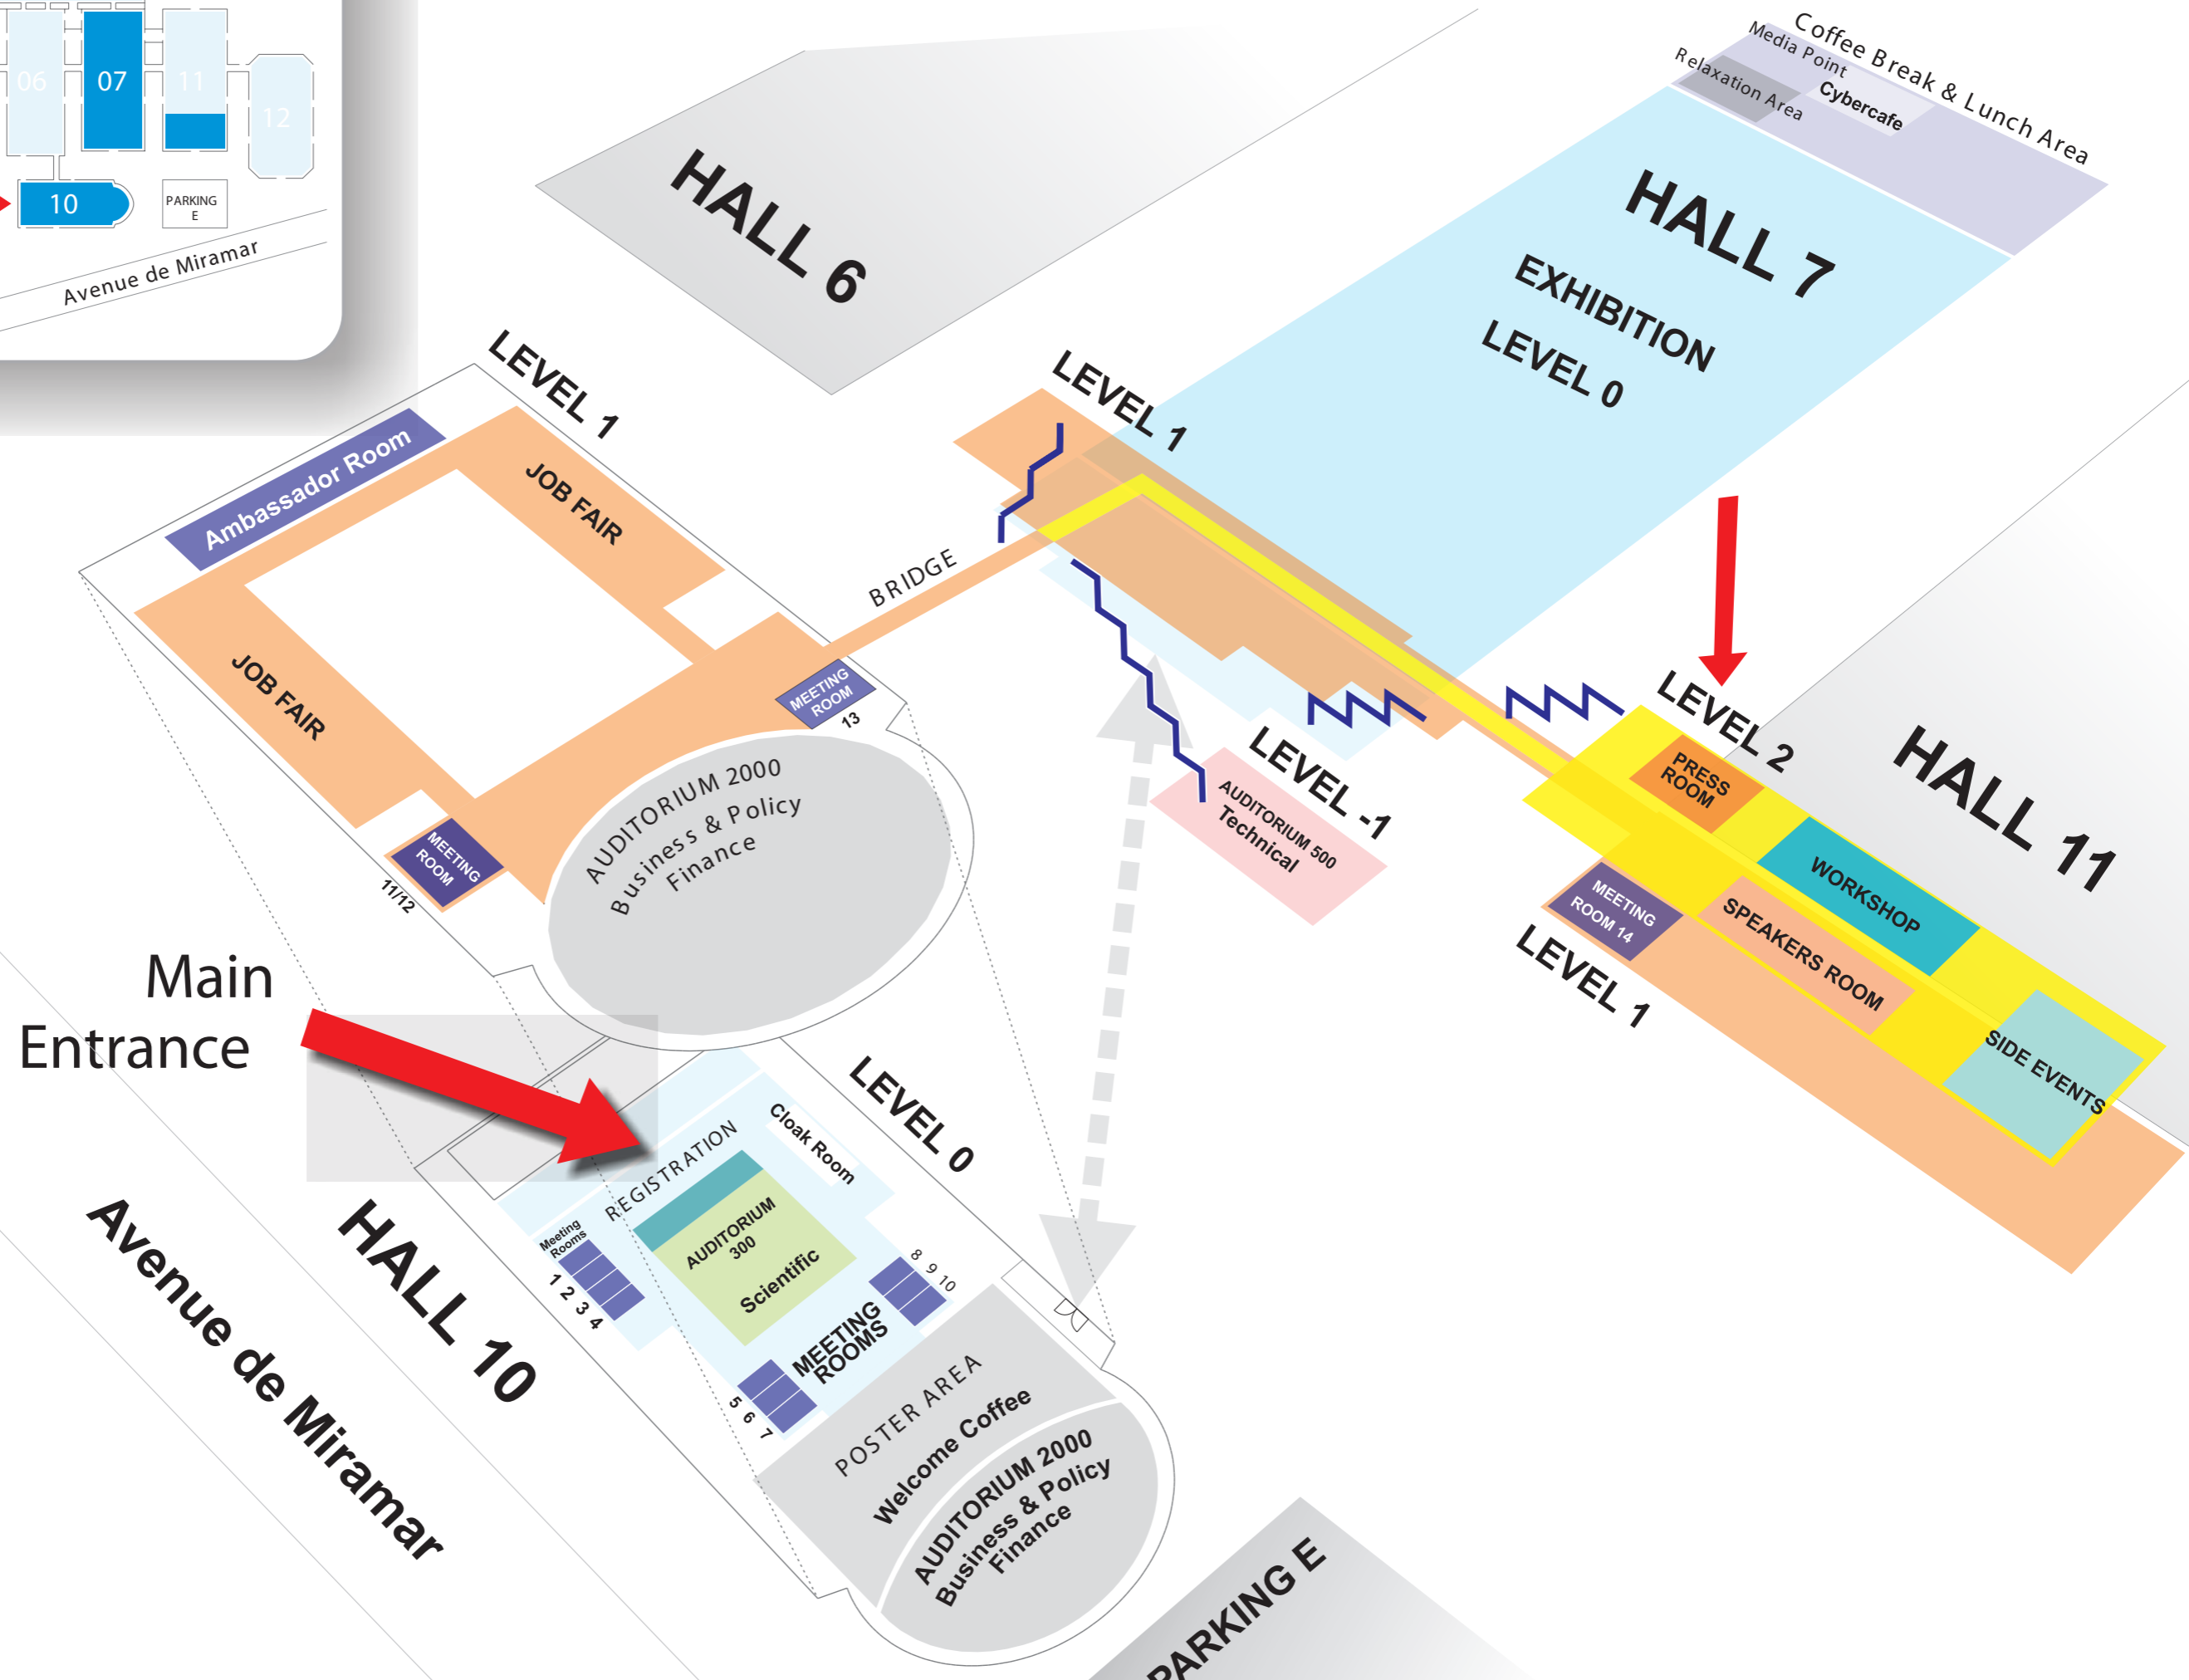 06
07
11
12
10
PARKING
E
Avenue de Miramar
Coffee Break & Lunch Area
Media Point
Relaxation Area
Cybercafe
HALL 6
HALL 7
EXHIBITION
LEVEL 0
LEVEL 1
LEVEL 1
Ambassador Room
JOB FAIR
JOB FAIR
BRIDGE
MEETING
ROOM
13
MEETING
ROOM
11/12
AUDITORIUM 2000
Business & Policy
Finance
LEVEL -1
AUDITORIUM 500
Technical
LEVEL 2
PRESS
ROOM
WORKSHOP
HALL 11
MEETING
ROOM 14
SPEAKERS ROOM
SIDE EVENTS
LEVEL 1
Main
Entrance
LEVEL 0
REGISTRATION
Cloak Room
AUDITORIUM
300
Scientific
Meeting
Rooms
1 2 3 4
8 9 10
MEETING
ROOMS
5 6 7
HALL 10
Avenue de Miramar
POSTER AREA
Welcome Coffee
AUDITORIUM 2000
Business & Policy
Finance
PARKING E